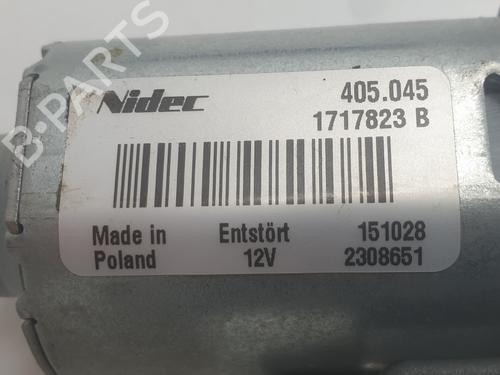 B-PARTS
Nidec 405.045
1717823 B
Made in Entstört 151028
Poland 12V 2308651